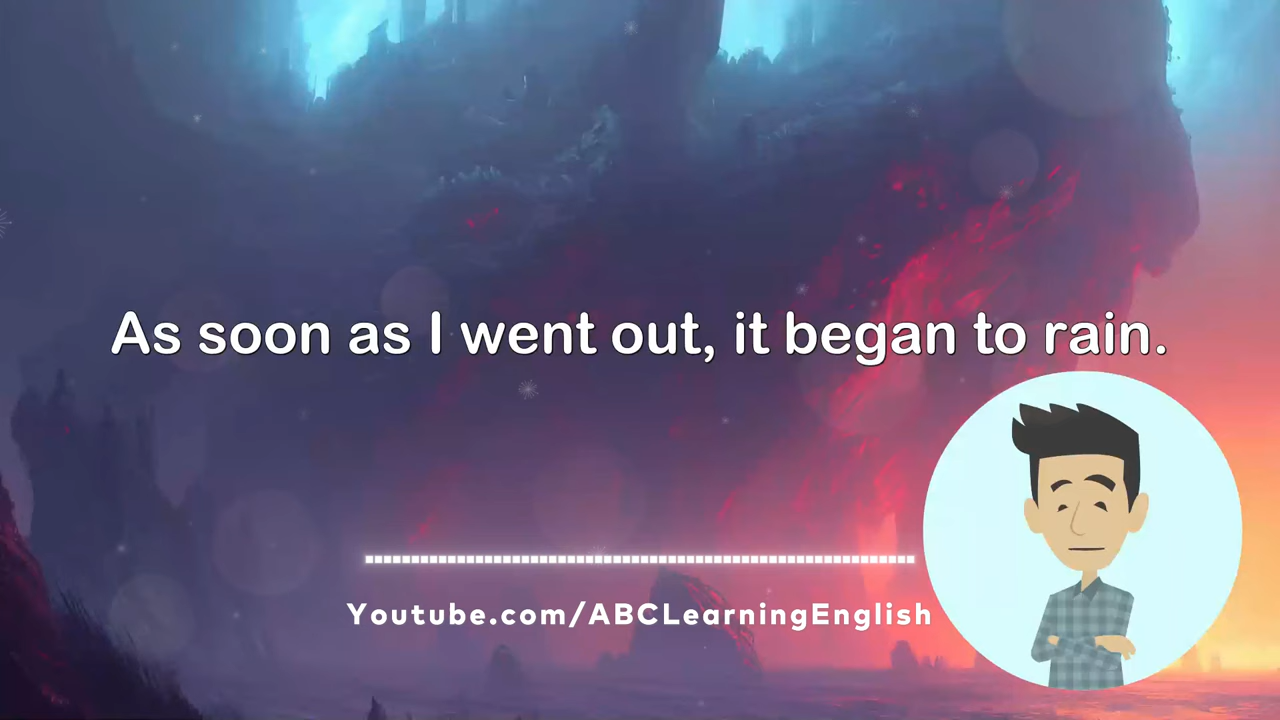 As soon as I went out, it began to rain.
Youtube.com/ABCLearningEnglish